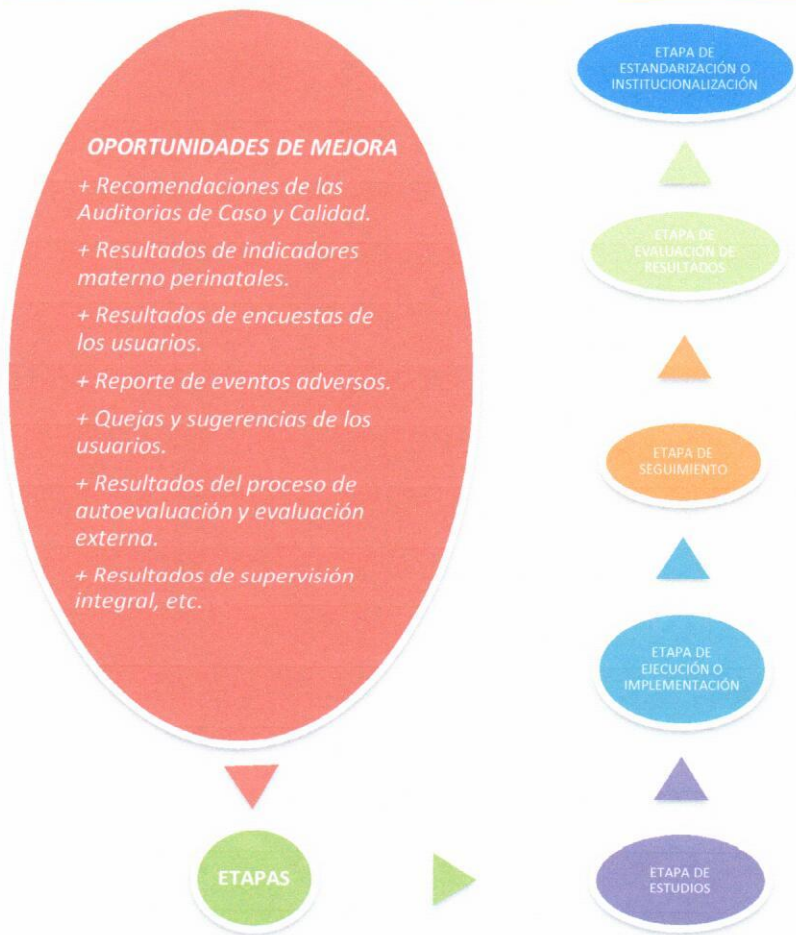 OPORTUNIDADES DE MEJORA
+ Recomendaciones de las
Auditorias de Caso y Calidad.
+ Resultados de indicadores
materno perinatales.
+ Resultados de encuestas de
los usuarios.
+ Reporte de eventos adversos.
+ Quejas y sugerencias de los
usuarios.
+ Resultados del proceso de
autoevaluación y evaluación
externa.
+ Resultados de supervisión
integral, etc.
ETAPAS
ETAPA DE
ESTUDIOS
ETAPA DE
EJECUCIÓN O
IMPLEMENTACIÓN
ETAPA DE
SEGUIMIENTO
ETAPA DE
EVALUACIÓN DE
RESULTADOS
ETAPA DE
ESTANDARIZACIÓN O
INSTITUCIONALIZACIÓN